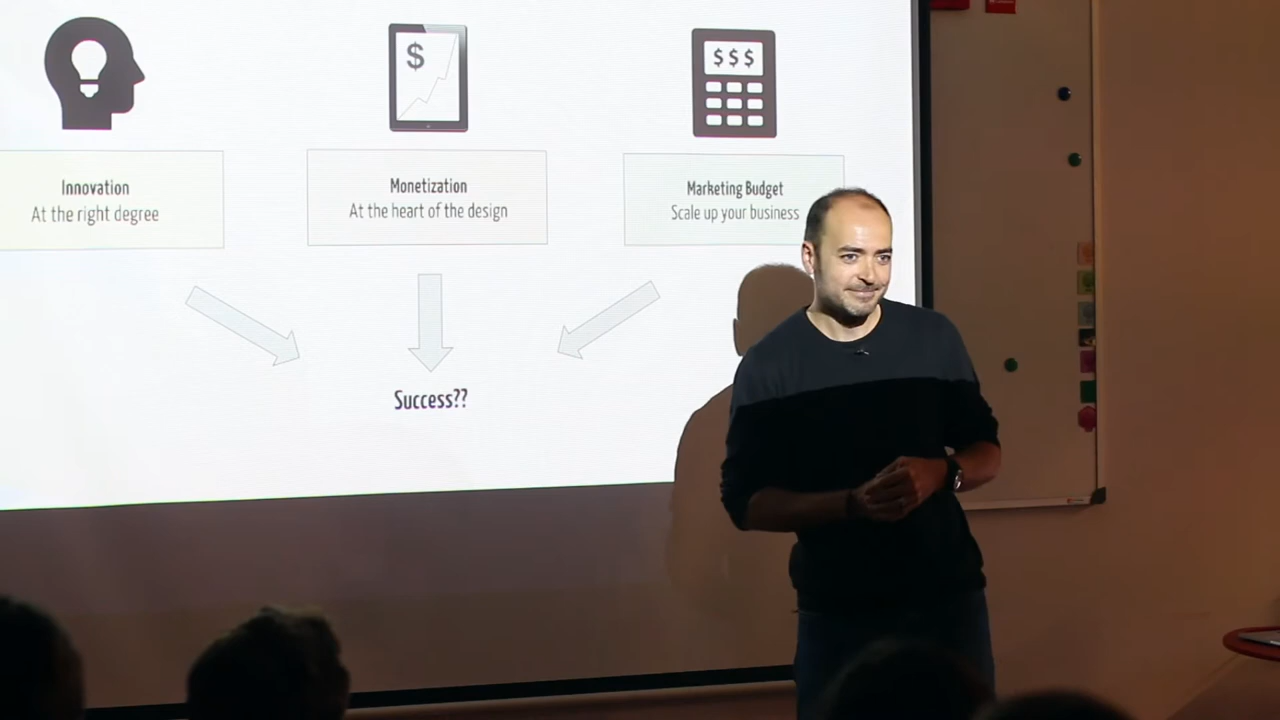 $
$ $ $
Innovation
At the right degree
Monetization
At the heart of the design
Marketing Budget
Scale up your business
Success??